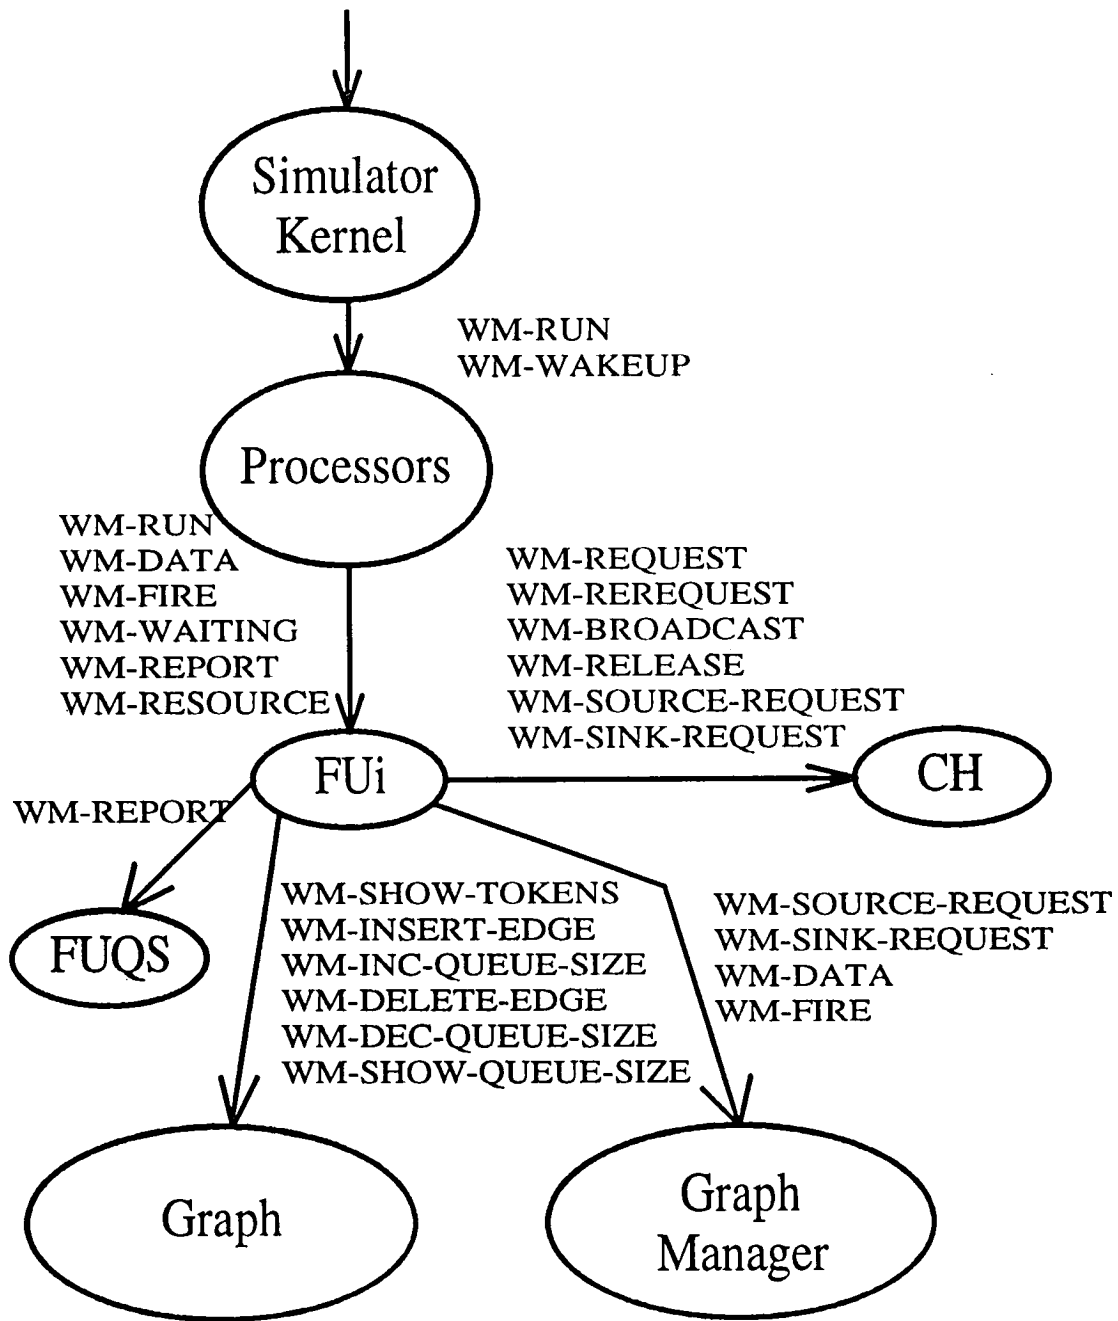 Simulator
Kernel
WM-RUN
WM-WAKEUP
Processors
WM-RUN
WM-DATA
WM-FIRE
WM-WAITING
WM-REPORT
WM-RESOURCE
WM-REQUEST
WM-REREQUEST
WM-BROADCAST
WM-RELEASE
WM-SOURCE-REQUEST
WM-SINK-REQUEST
FUi
CH
WM-REPORT
FUQS
WM-SHOW-TOKENS
WM-INSERT-EDGE
WM-INC-QUEUE-SIZE
WM-DELETE-EDGE
WM-DEC-QUEUE-SIZE
WM-SHOW-QUEUE-SIZE
WM-SOURCE-REQUEST
WM-SINK-REQUEST
WM-DATA
WM-FIRE
Graph
Graph
Manager